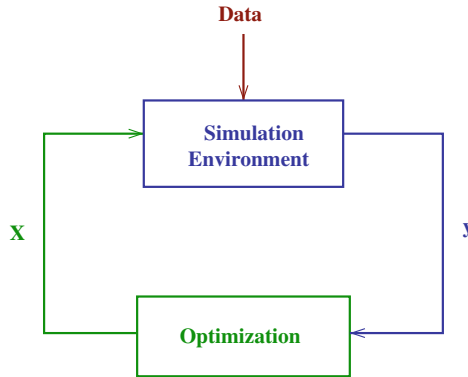 Data
Simulation
Environment
X
y
Optimization